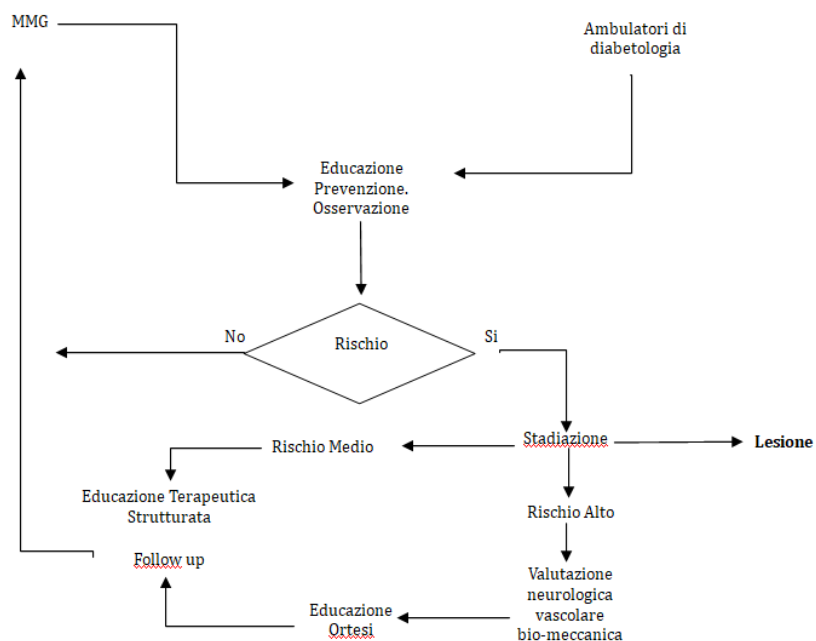 MMG
Ambulatori di
diabetologia
Educazione
Prevenzione.
Osservazione
No
Rischio
Si
Stadiazione
Lesione
Rischio Medio
Educazione Terapeutica
Strutturata
Rischio Alto
Follow up
Valutazione
neurologica
vascolare
bio-meccanica
Educazione
Ortesi